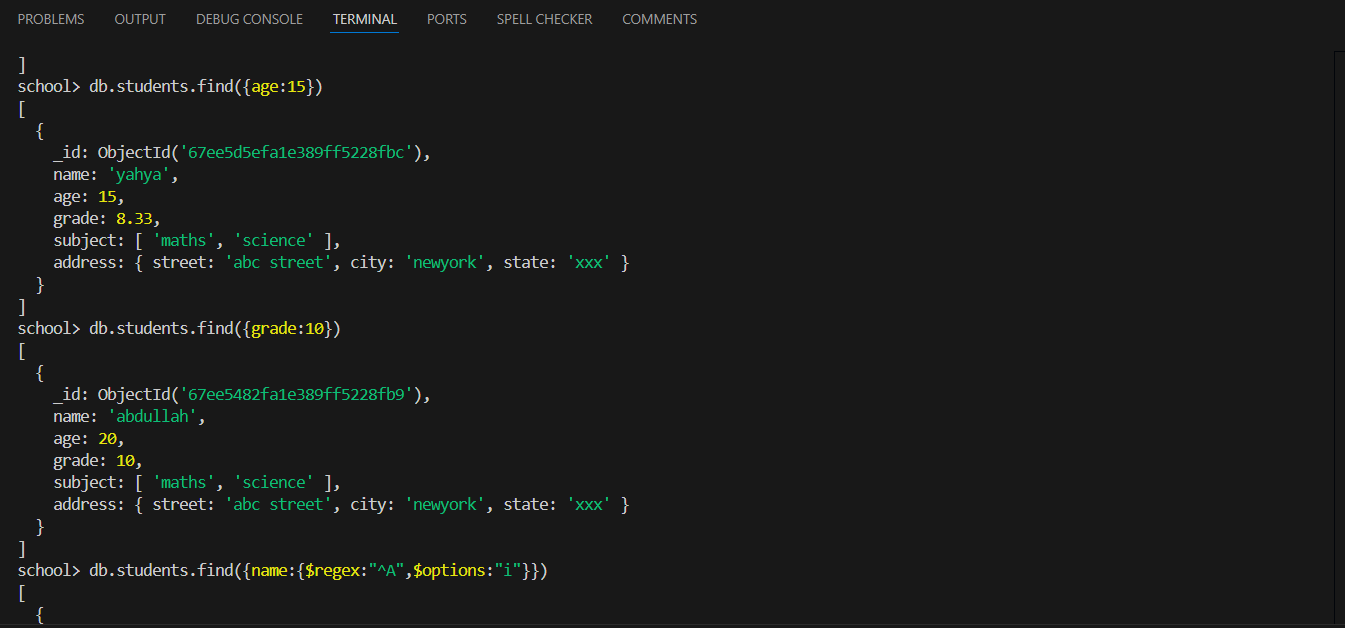 PROBLEMS OUTPUT DEBUG CONSOLE TERMINAL PORTS SPELL CHECKER COMMENTS
]
school> db.students.find({age:15})
[
  {
    _id: ObjectId('67ee5d5efa1e389ff5228fbc'),
    name: 'yahya',
    age: 15,
    grade: 8.33,
    subject: [ 'maths', 'science' ],
    address: { street: 'abc street', city: 'newyork', state: 'xxx' }
  }
]
school> db.students.find({grade:10})
[
  {
    _id: ObjectId('67ee5482fa1e389ff5228fb9'),
    name: 'abdullah',
    age: 20,
    grade: 10,
    subject: [ 'maths', 'science' ],
    address: { street: 'abc street', city: 'newyork', state: 'xxx' }
  }
]
school> db.students.find({name:{$regex:"^A",$options:"i"}})
[
  {